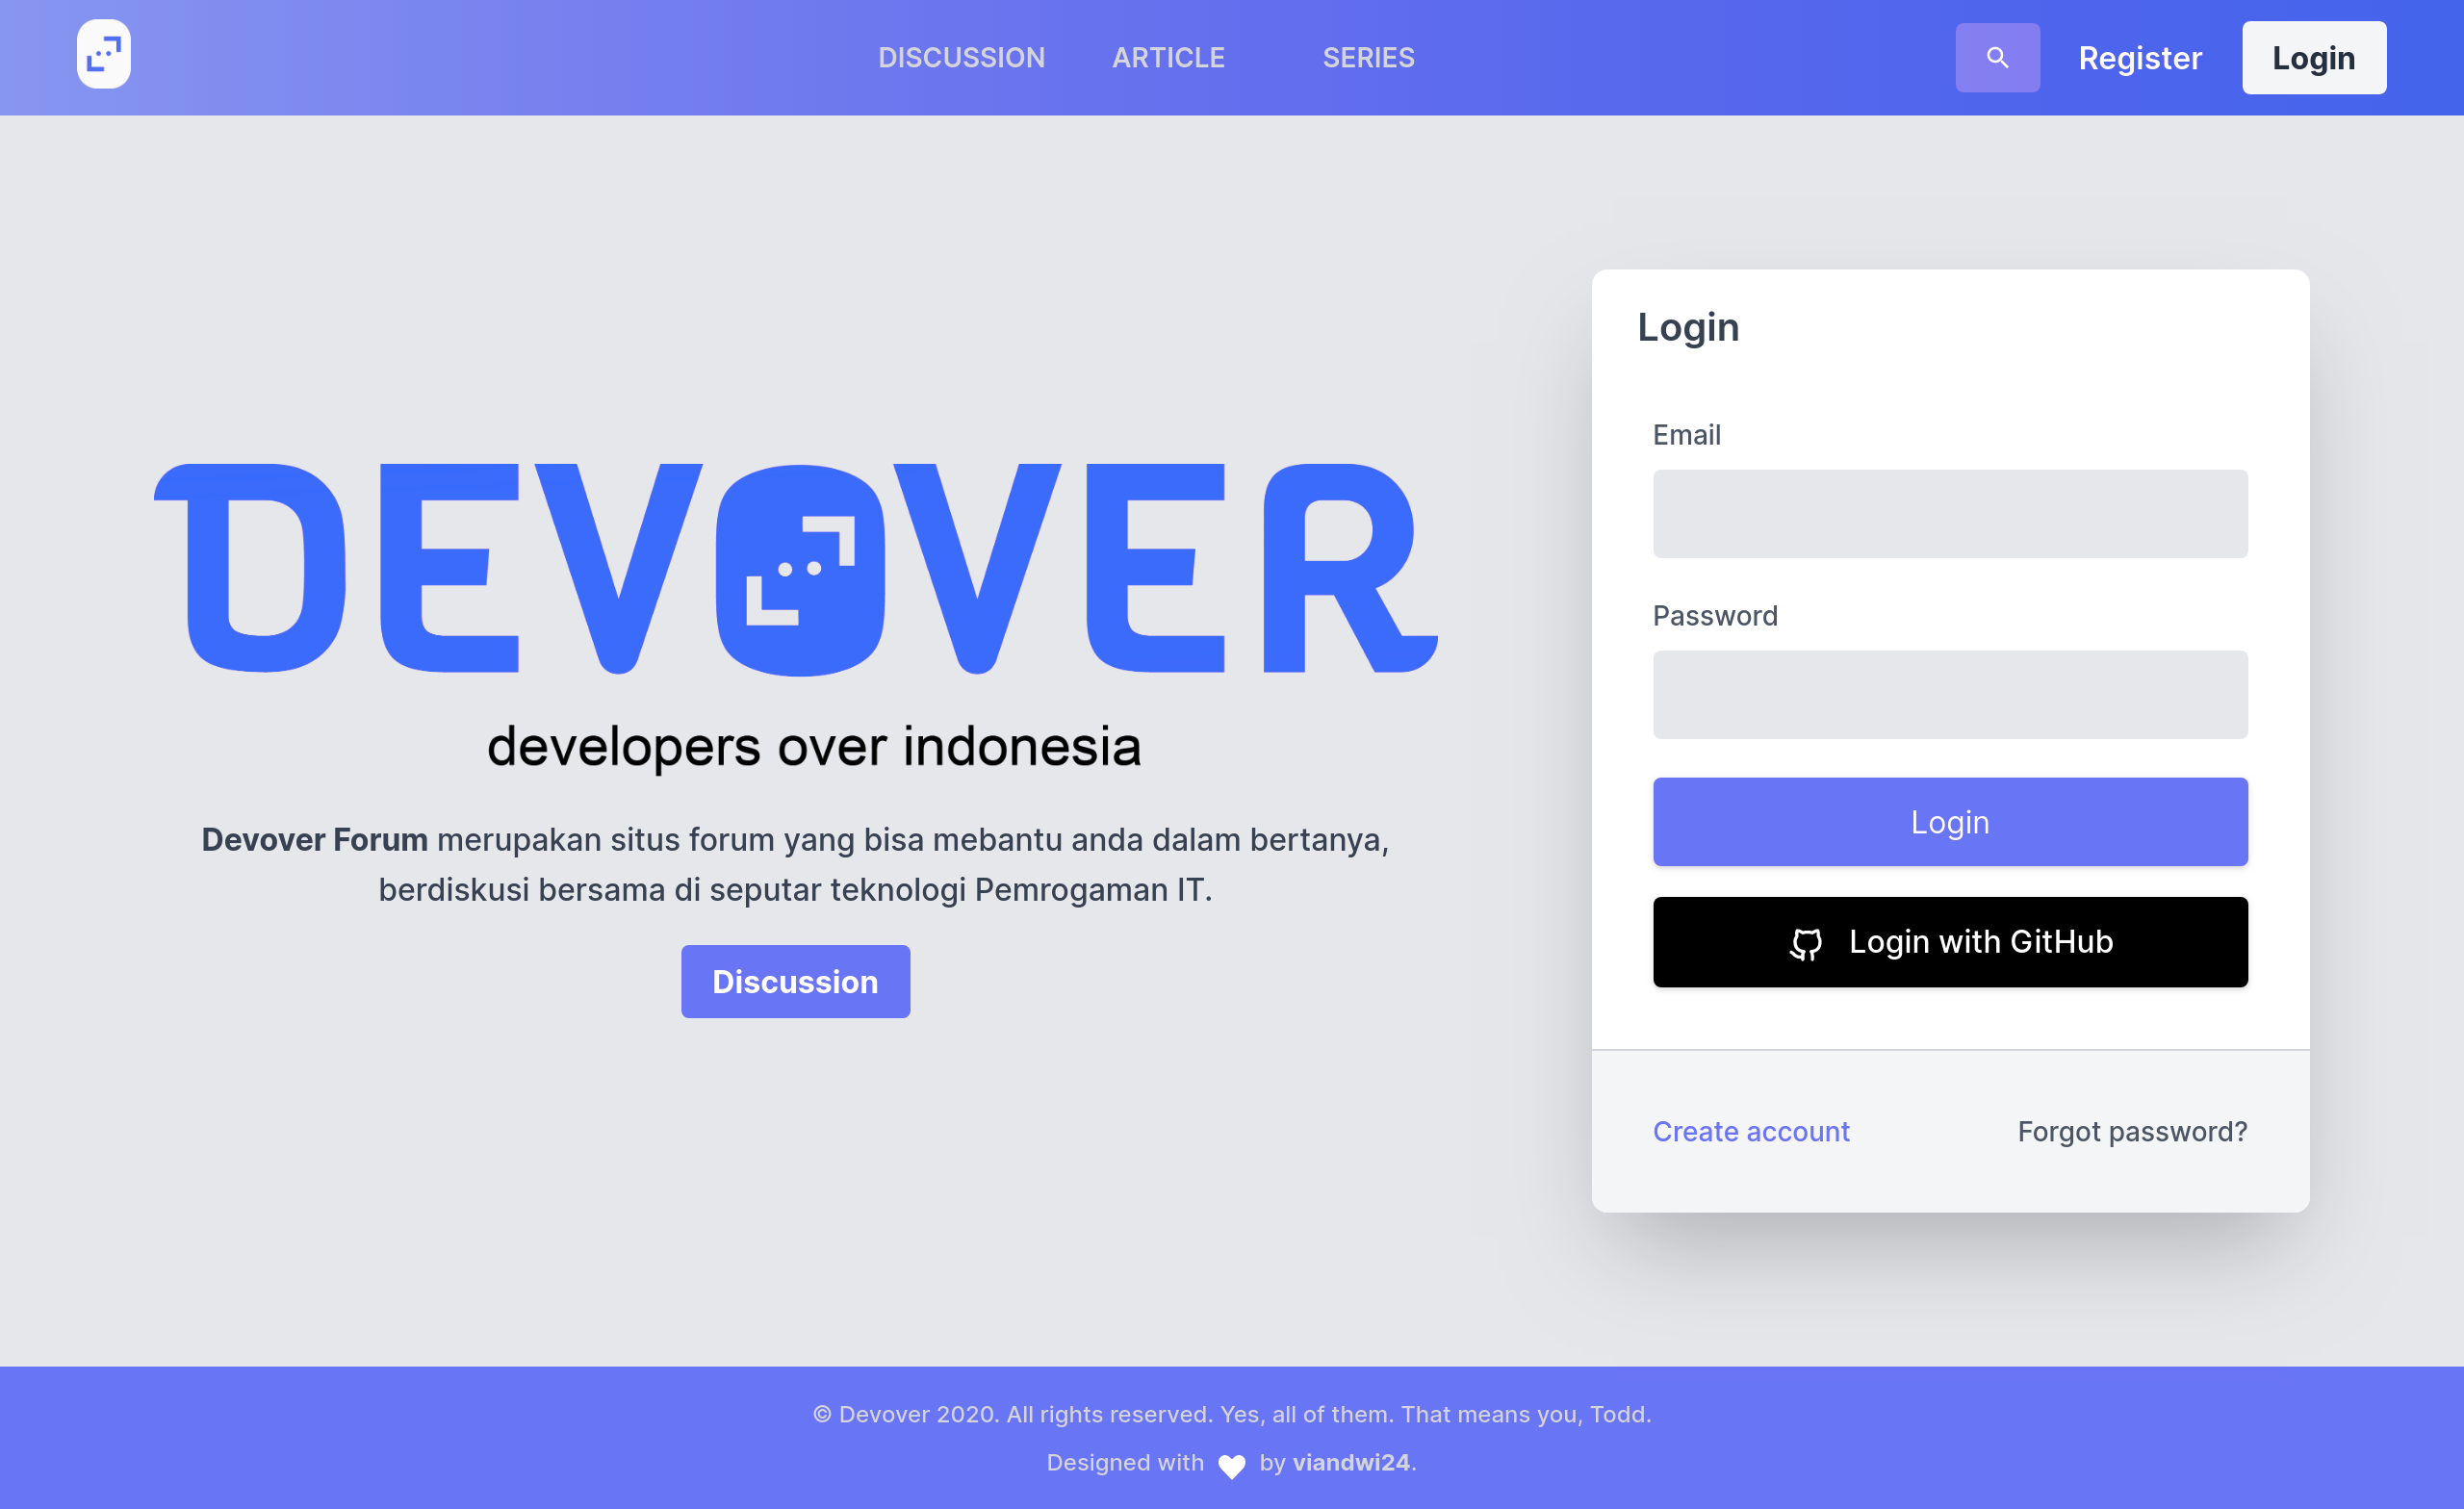 DISCUSSION
ARTICLE
SERIES
Register
Login
DEVOVER
developers over indonesia
Devover Forum merupakan situs forum yang bisa mebantu anda dalam bertanya,
berdiskusi bersama di seputar teknologi Pemrogaman IT.
Discussion
Login
Email
Password
Login
Login with GitHub
Create account
Forgot password?
© Devover 2020. All rights reserved. Yes, all of them. That means you, Todd.
Designed with by viandwi24.